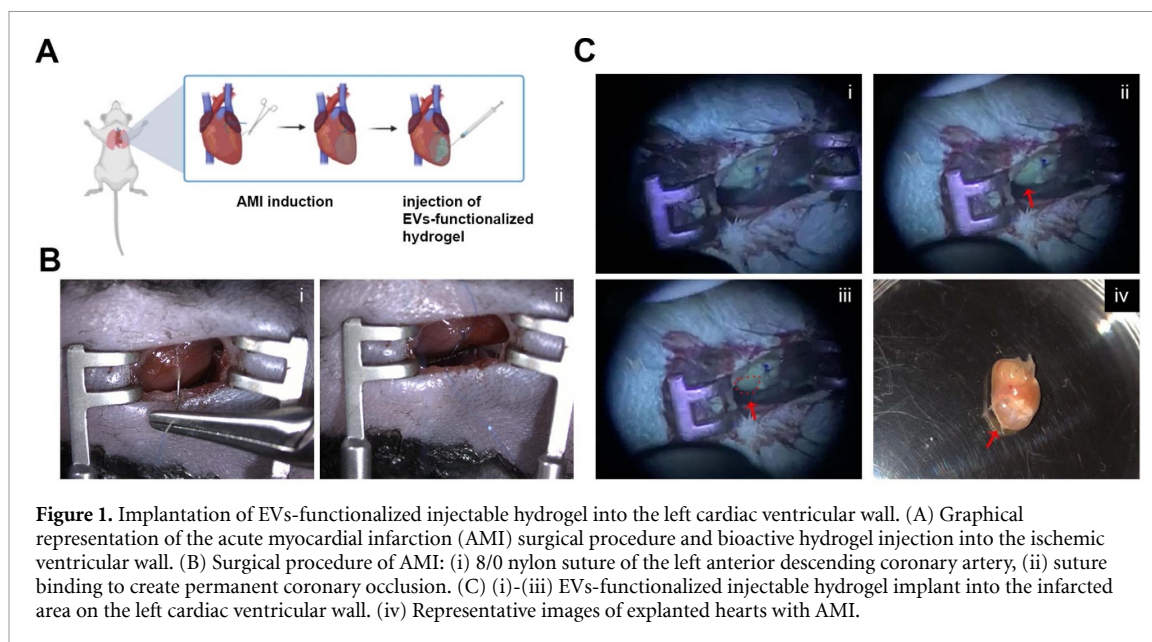 A
AMI induction
injection of
EVs-functionalized
hydrogel
B
i
ii
C
i
ii
iii
iv
Figure 1. Implantation of EVs-functionalized injectable hydrogel into the left cardiac ventricular wall. (A) Graphical
representation of the acute myocardial infarction (AMI) surgical procedure and bioactive hydrogel injection into the ischemic
ventricular wall. (B) Surgical procedure of AMI: (i) 8/0 nylon suture of the left anterior descending coronary artery, (ii) suture
binding to create permanent coronary occlusion. (C) (i)-(iii) EVs-functionalized injectable hydrogel implant into the infarcted
area on the left cardiac ventricular wall. (iv) Representative images of explanted hearts with AMI.